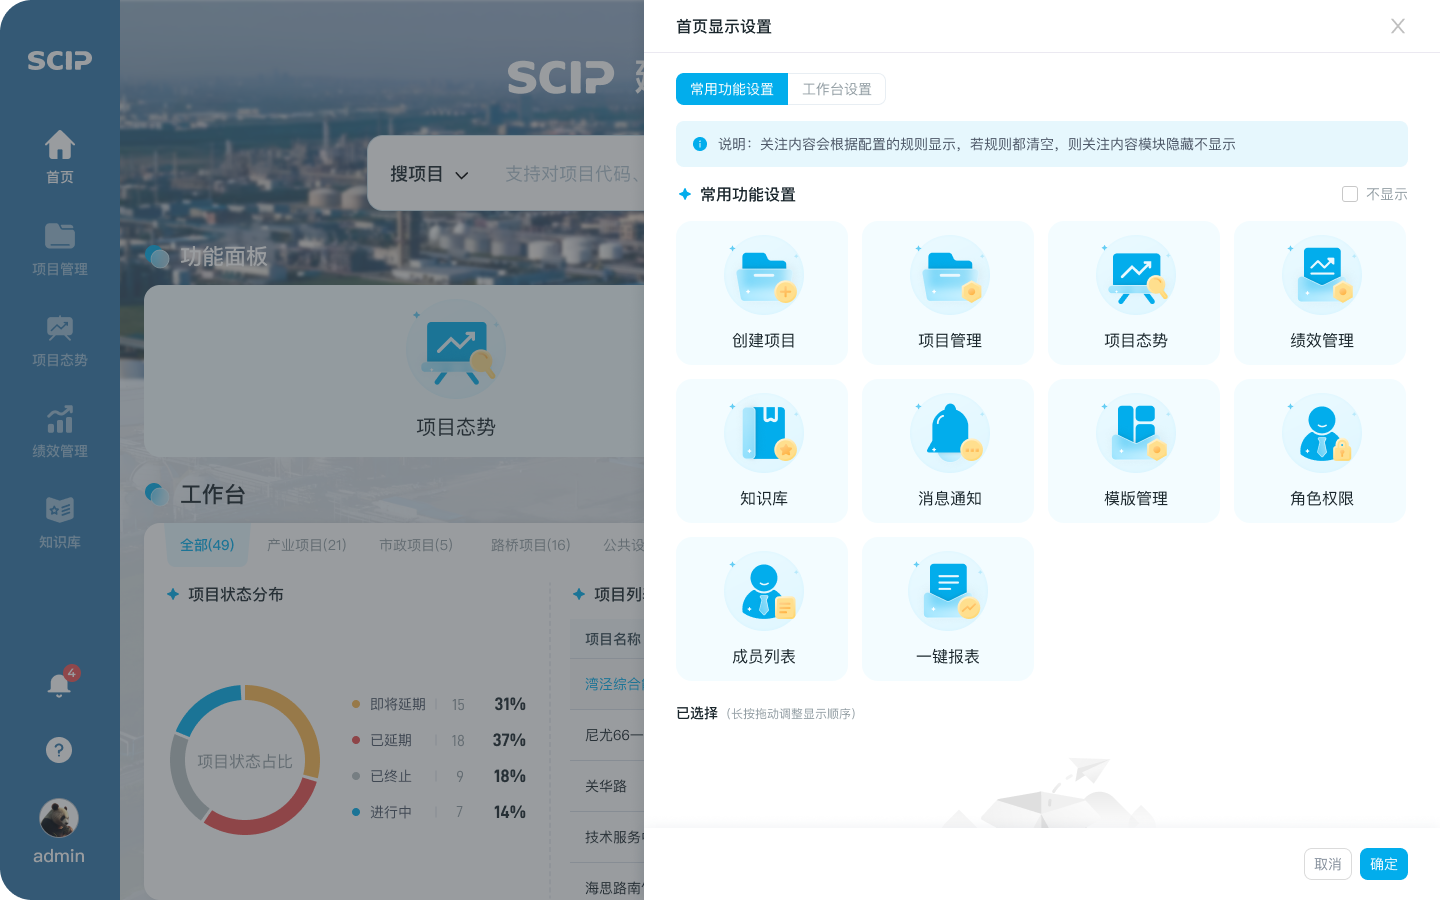 SCIP
首页
项目管理
项目态势
绩效管理
知识库
4
?
admin
SCIP
搜项目
支持对项目代码、
功能面板
项目态势
工作台
全部(49)
产业项目(21)
市政项目(5)
路桥项目(16)
公共设
项目状态分布
项目状态占比
即将延期 15 31%
已延期 18 37%
已终止 9 18%
进行中 7 14%
项目列
项目名称
湾泾综合
尼尤66一
关华路
技术服务
海思路南
首页显示设置
常用功能设置
工作台设置
说明：关注内容会根据配置的规则显示，若规则都清空，则关注内容模块隐藏不显示
常用功能设置
不显示
创建项目
项目管理
项目态势
绩效管理
知识库
消息通知
模版管理
角色权限
成员列表
一键报表
已选择（长按拖动调整显示顺序）
取消
确定